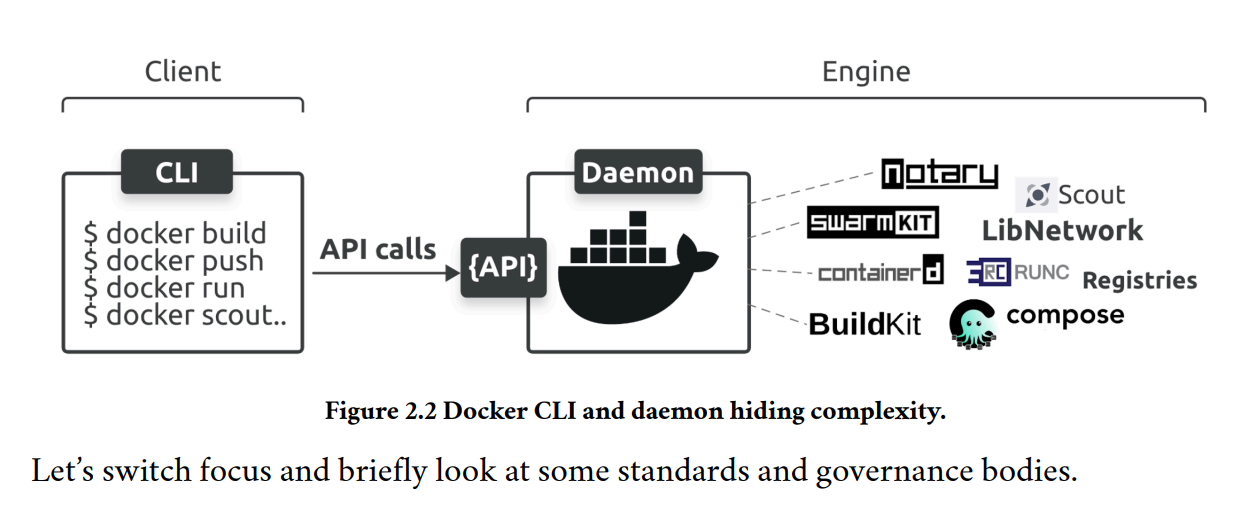 Client
Engine
CLI
$ docker build
$ docker push
$ docker run
$ docker scout..
API calls
{API}
Daemon
notary
Scout
swarmKIT
LibNetwork
containerd
RC RUNC
Registries
BuildKit
compose
Figure 2.2 Docker CLI and daemon hiding complexity.
Let’s switch focus and briefly look at some standards and governance bodies.